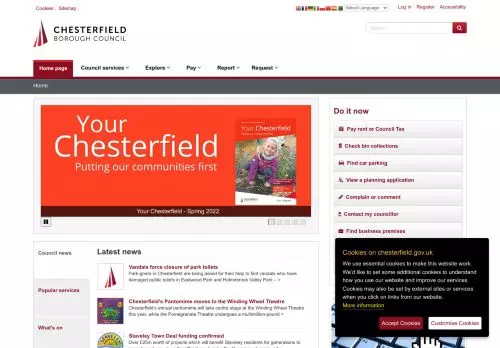 Cookies Sitemap
Select Language
Log in Register Accessibility
CHESTERFIELD
BOROUGH COUNCIL
Search
Home page Council services Explore Pay Report Request
Home
Your
Chesterfield
Putting our communities first
Your Chesterfield
Your Chesterfield - Spring 2022
Do it now
Pay rent or Council Tax
Check bin collections
Find car parking
View a planning application
Complain or comment
Contact my councillor
Find business premises
Council news
Popular services
What's on
Latest news
Vandals force closure of park toilets
Park-goers in Chesterfield are being asked for their help to find vandals who have
damaged public toilets in Eastwood Park and Holmebrook Valley Park -->
Chesterfield's Pantomime moves to the Winding Wheel Theatre
Chesterfield's annual pantomime will take centre stage at the Winding Wheel Theatre
this year, while the Pomegranate Theatre undergoes a multimillion-pound
Staveley Town Deal funding confirmed
Over £25m worth of projects which will benefit Staveley residents for generations to
Cookies on chesterfield.gov.uk
We use essential cookies to make this website work.
We'd like to set some additional cookies to understand
how you use our website and improve our services.
Cookies may also be set by external sites or services
when you click on links from our website.
More information
Accept Cookies Customise Cookies